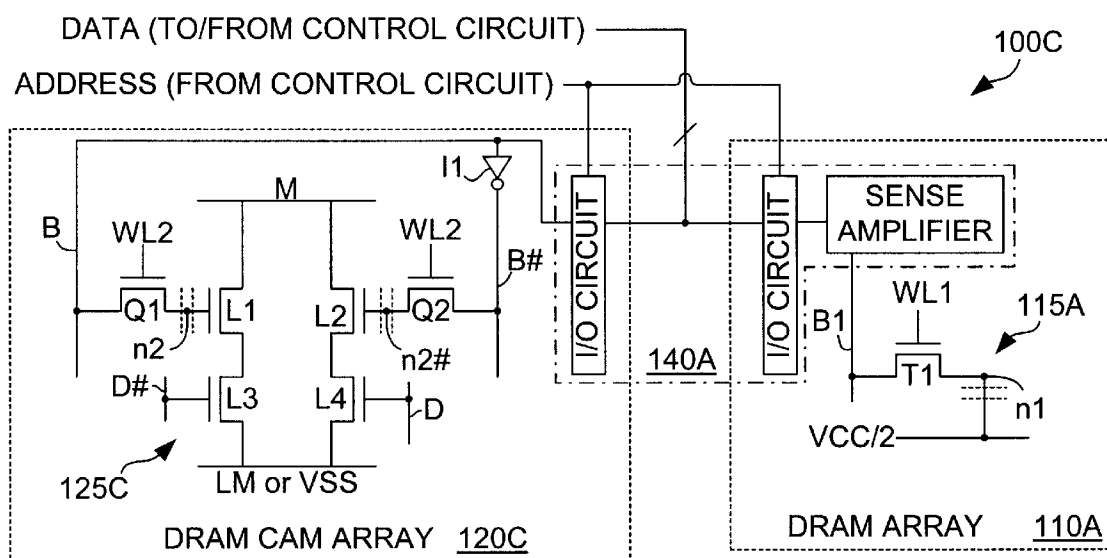 DATA (TO/FROM CONTROL CIRCUIT)
100C
ADDRESS (FROM CONTROL CIRCUIT)
I1
M
B
WL2
WL2
B#
I/O CIRCUIT
I/O CIRCUIT
SENSE
AMPLIFIER
Q1
L1
L2
Q2
n2
n2#
WL1
115A
B1
140A
T1
n1
D#
L3
L4
D
VCC/2
125C
LM or VSS
DRAM CAM ARRAY 120C
DRAM ARRAY 110A